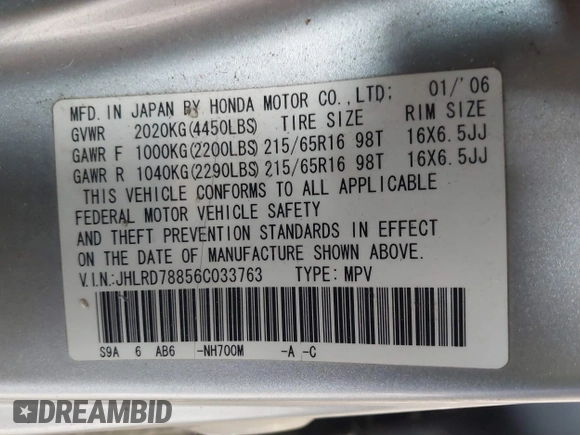 MFD. IN JAPAN BY HONDA MOTOR CO., LTD: 01/'06
GVWR 2020KG(4450LBS) TIRE SIZE RIM SIZE
GAWR F 1000KG(2200LBS) 215/65R16 98T 16X6.5JJ
GAWR R 1040KG(2290LBS) 215/65R16 98T 16X6.5JJ
THIS VEHICLE CONFORMS TO ALL APPLICABLE
FEDERAL MOTOR VEHICLE SAFETY
AND THEFT PREVENTION STANDARDS IN EFFECT
ON THE DATE OF MANUFACTURE SHOWN ABOVE.
V.I.N.:JHLRD78856C033763 TYPE: MPV
S9A 6 AB6 -NH700M -A -C
DREAMBID